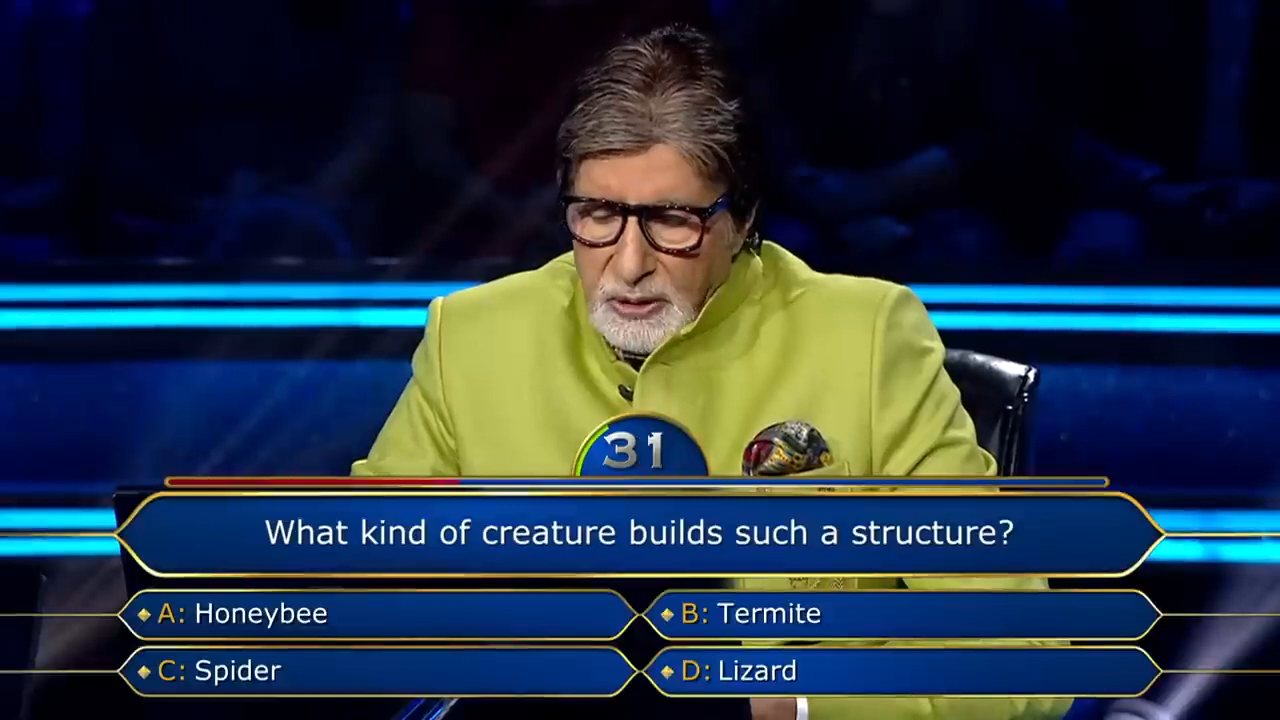 31
What kind of creature builds such a structure?
A: Honeybee
B: Termite
C: Spider
D: Lizard